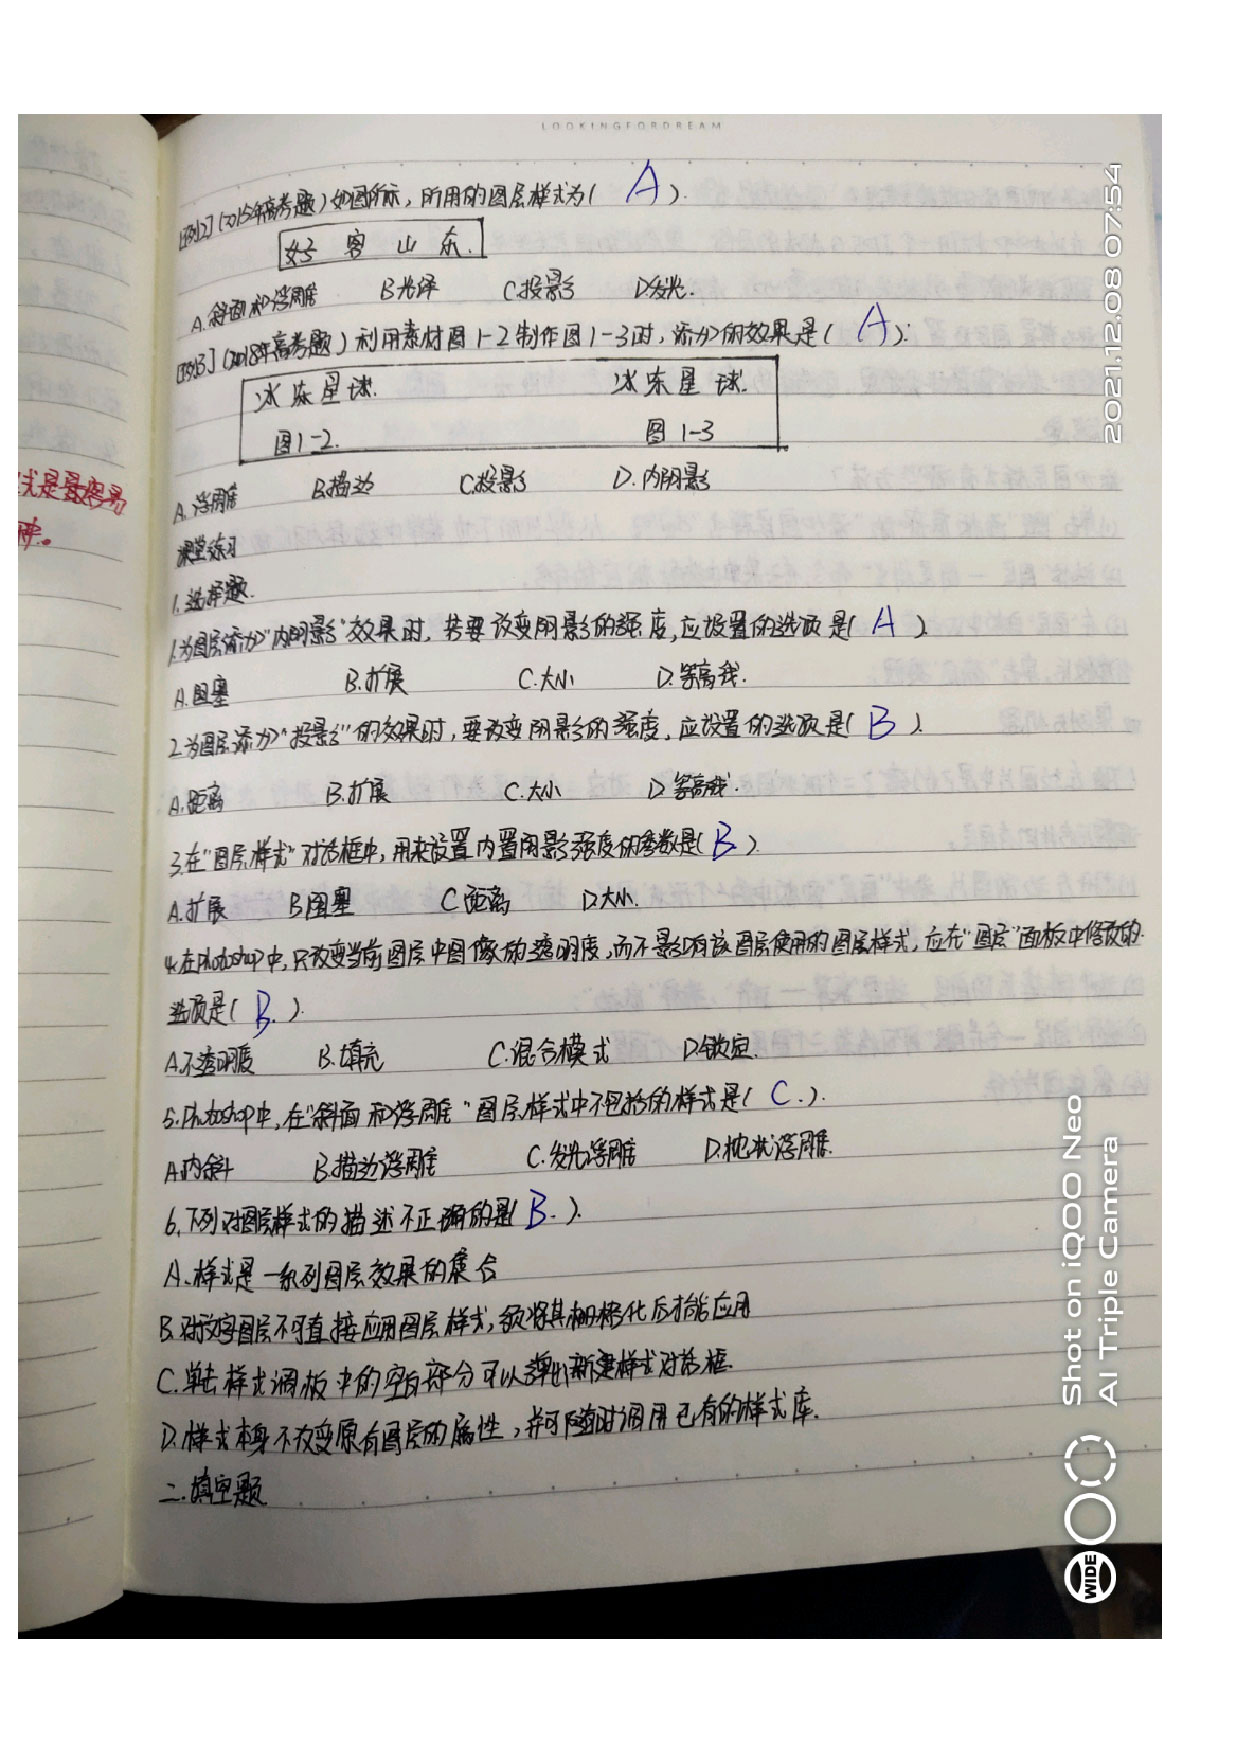 LOOKINGFORDREAM
[例2](2015年高考题)如图所示,所用的图层样式为( A ).
好 客 山 东.
A.斜面和浮雕 B光泽 C投影 D发光.
[例3](2018年高考题)利用素材图1-2制作图1-3时,添加的效果是( A ):
冰冻星球. 冰冻星球.
图1-2. 图1-3
A.浮雕 B.描边 C.投影 D.内阴影
式是最容易
种。
课堂练习
1.选择题.
1.为图层添加"内阴影"效果时,若要改变阴影的强度,应设置的选项是( A ).
A.阻塞 B.扩展 C.大小 D.等高线.
2.为图层添加"投影"的效果时,要改变阴影的强度,应设置的选项是( B ).
A.距离 B.扩展 C.大小 D等高线.
3.在"图层样式"对话框中,用来设置内置阴影强度的参数是( B ).
A.扩展 B阻塞 C距离 D大小.
4.在Photoshop中,只改变当前图层中图像的透明度,而不影响该图层使用的图层样式,应在"图层"面板中修改的
选项是( B. ).
A.不透明度 B.填充 C.混合模式 D.锁定.
5.Photoshop中,在"斜面和浮雕"图层样式中不包括的样式是( C. ).
A.内斜 B.描边浮雕 C.发光浮雕 D.枕状浮雕.
6.下列对图层样式的描述不正确的是( B. ).
A.样式是一系列图层效果的集合
B.对文字图层不可直接应用图层样式,须将其栅格化后才能应用
C.单击样式调板中的空白部分可以弹出新建样式对话框.
D.样式本身不改变原有图层的属性,并可随时调用已有的样式库.
二.填空题
2021.12.08 07:54
Shot on iQOO Neo
AI Triple Camera
WIDE